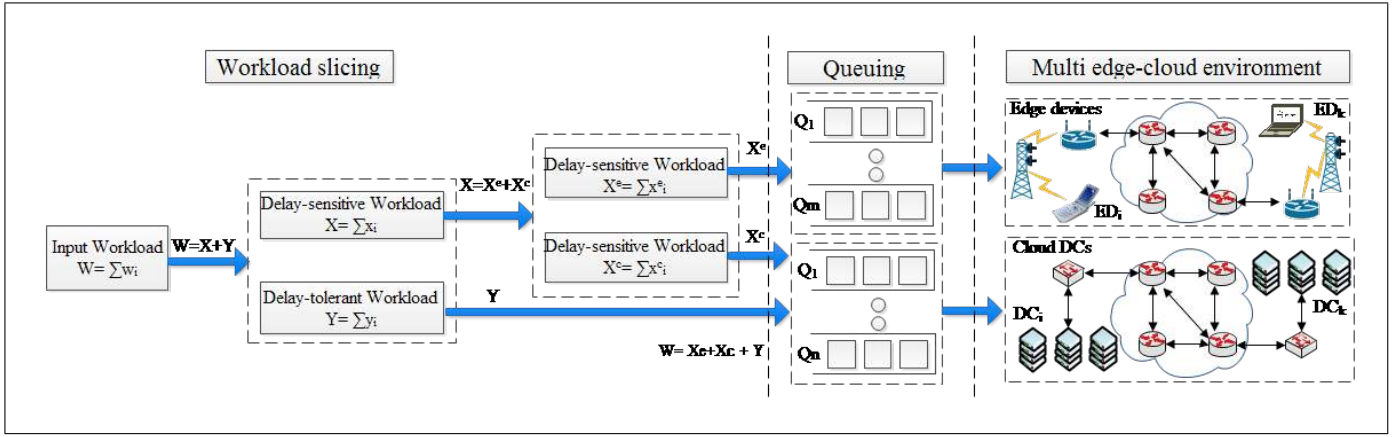 Workload slicing
Queuing
Multi edge-cloud environment
Input Workload
W= ∑wᵢ
W=X+Y
Delay-sensitive Workload
X= ∑xᵢ
Delay-tolerant Workload
Y= ∑yᵢ
X=Xᵉ+Xᶜ
Y
Delay-sensitive Workload
Xᵉ= ∑xᵉᵢ
Delay-sensitive Workload
Xᶜ= ∑xᶜᵢ
Xᵉ
Xᶜ
W= Xe+Xc + Y
Q₁
Qm
Q₁
Qn
Edge devices
EDₖ
EDᵢ
Cloud DCs
DCᵢ
DCₖ